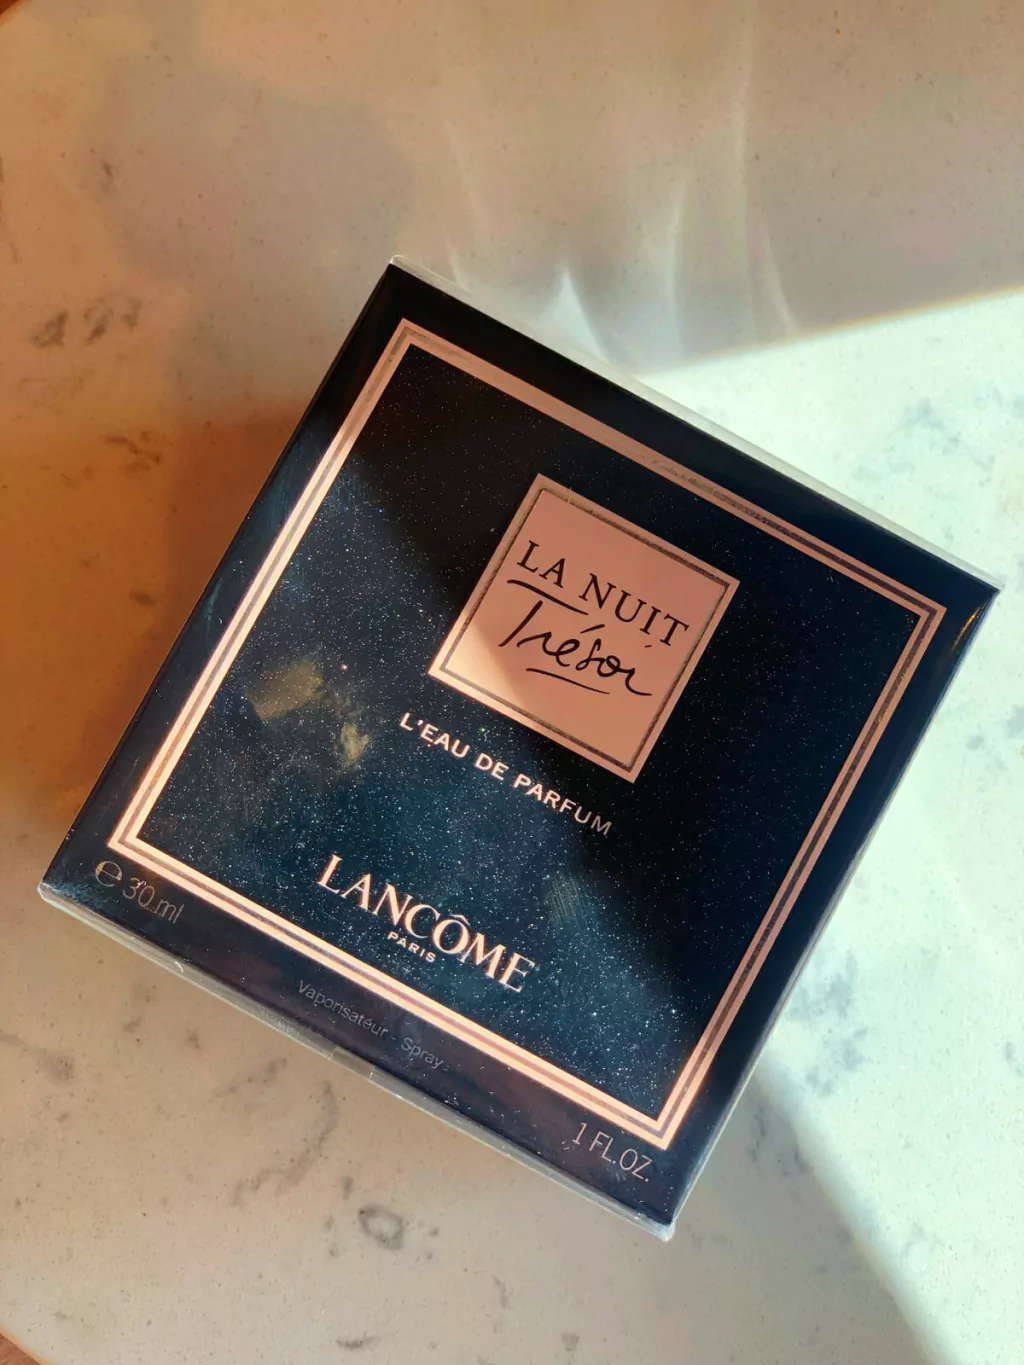 LA NUIT
Trésor
L'EAU DE PARFUM
LANCÔME
PARIS
℮ 30 ml
Vaporisateur - Spray
1 FL.OZ.